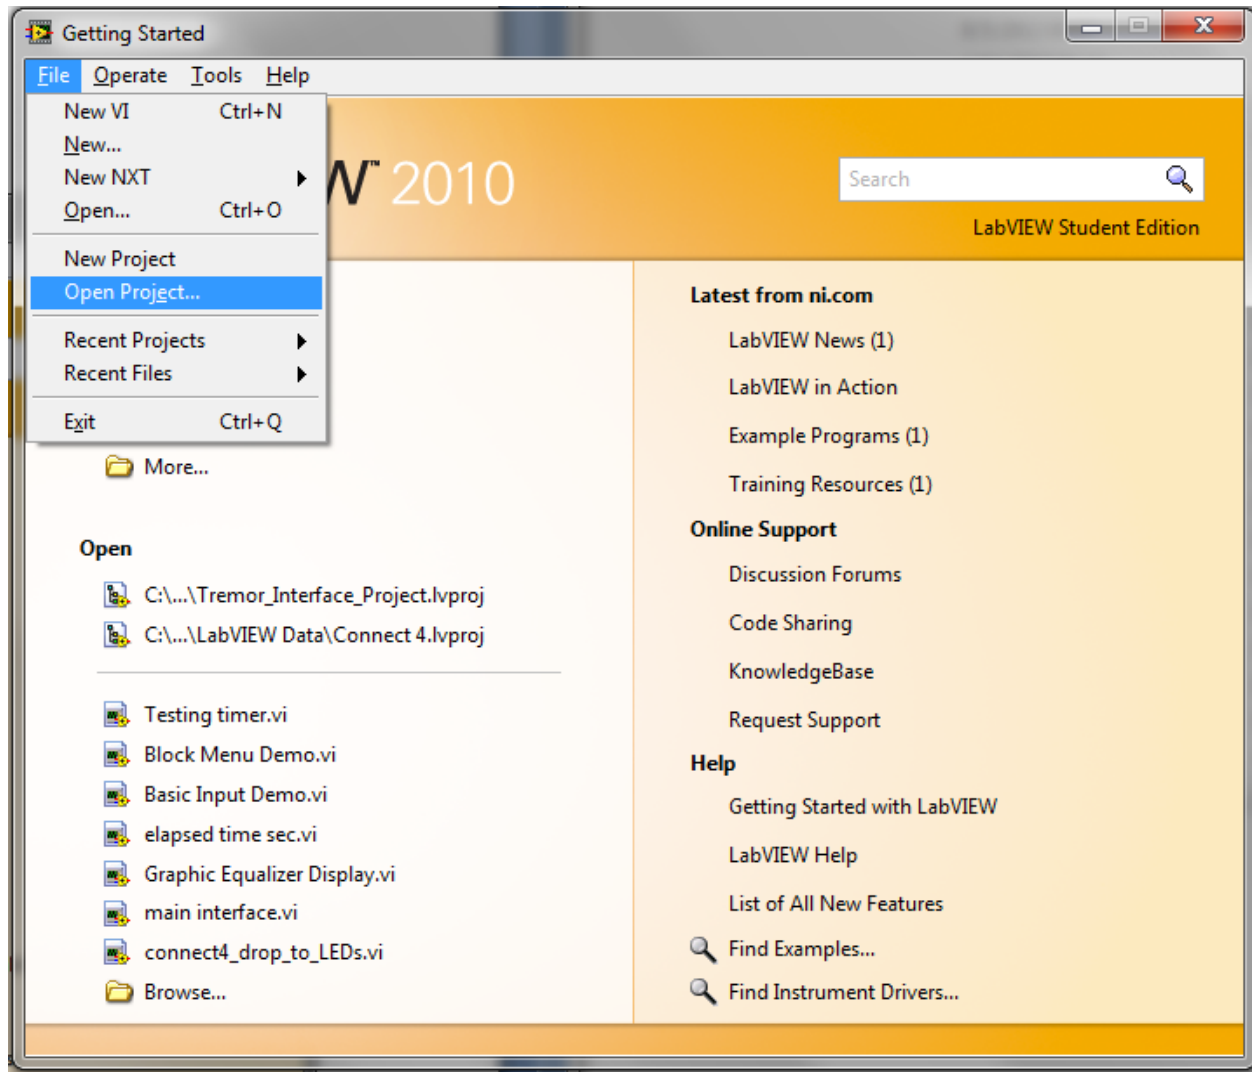 Getting Started
File Operate Tools Help
New VI Ctrl+N
New...
New NXT
Open... Ctrl+O
New Project
Open Project...
Recent Projects
Recent Files
Exit Ctrl+Q
W™ 2010
Search
LabVIEW Student Edition
More...
Open
C:\...\Tremor_Interface_Project.lvproj
C:\...\LabVIEW Data\Connect 4.lvproj
Testing timer.vi
Block Menu Demo.vi
Basic Input Demo.vi
elapsed time sec.vi
Graphic Equalizer Display.vi
main interface.vi
connect4_drop_to_LEDs.vi
Browse...
Latest from ni.com
LabVIEW News (1)
LabVIEW in Action
Example Programs (1)
Training Resources (1)
Online Support
Discussion Forums
Code Sharing
KnowledgeBase
Request Support
Help
Getting Started with LabVIEW
LabVIEW Help
List of All New Features
Find Examples...
Find Instrument Drivers...